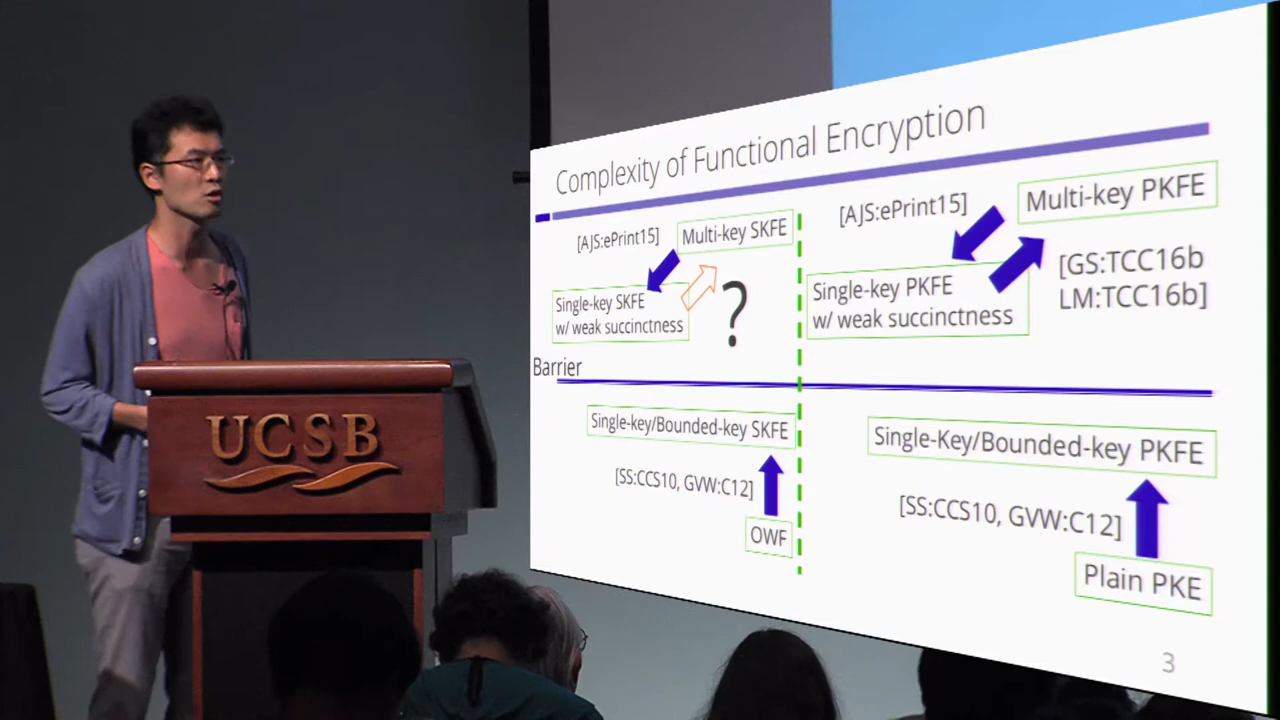 Complexity of Functional Encryption
[AJS:ePrint15]
Multi-key SKFE
Single-key SKFE
w/ weak succinctness
?
[AJS:ePrint15]
Multi-key PKFE
Single-key PKFE
w/ weak succinctness
[GS:TCC16b
LM:TCC16b]
Barrier
Single-key/Bounded-key SKFE
[SS:CCS10, GVW:C12]
OWF
Single-Key/Bounded-key PKFE
[SS:CCS10, GVW:C12]
Plain PKE
3
UCSB